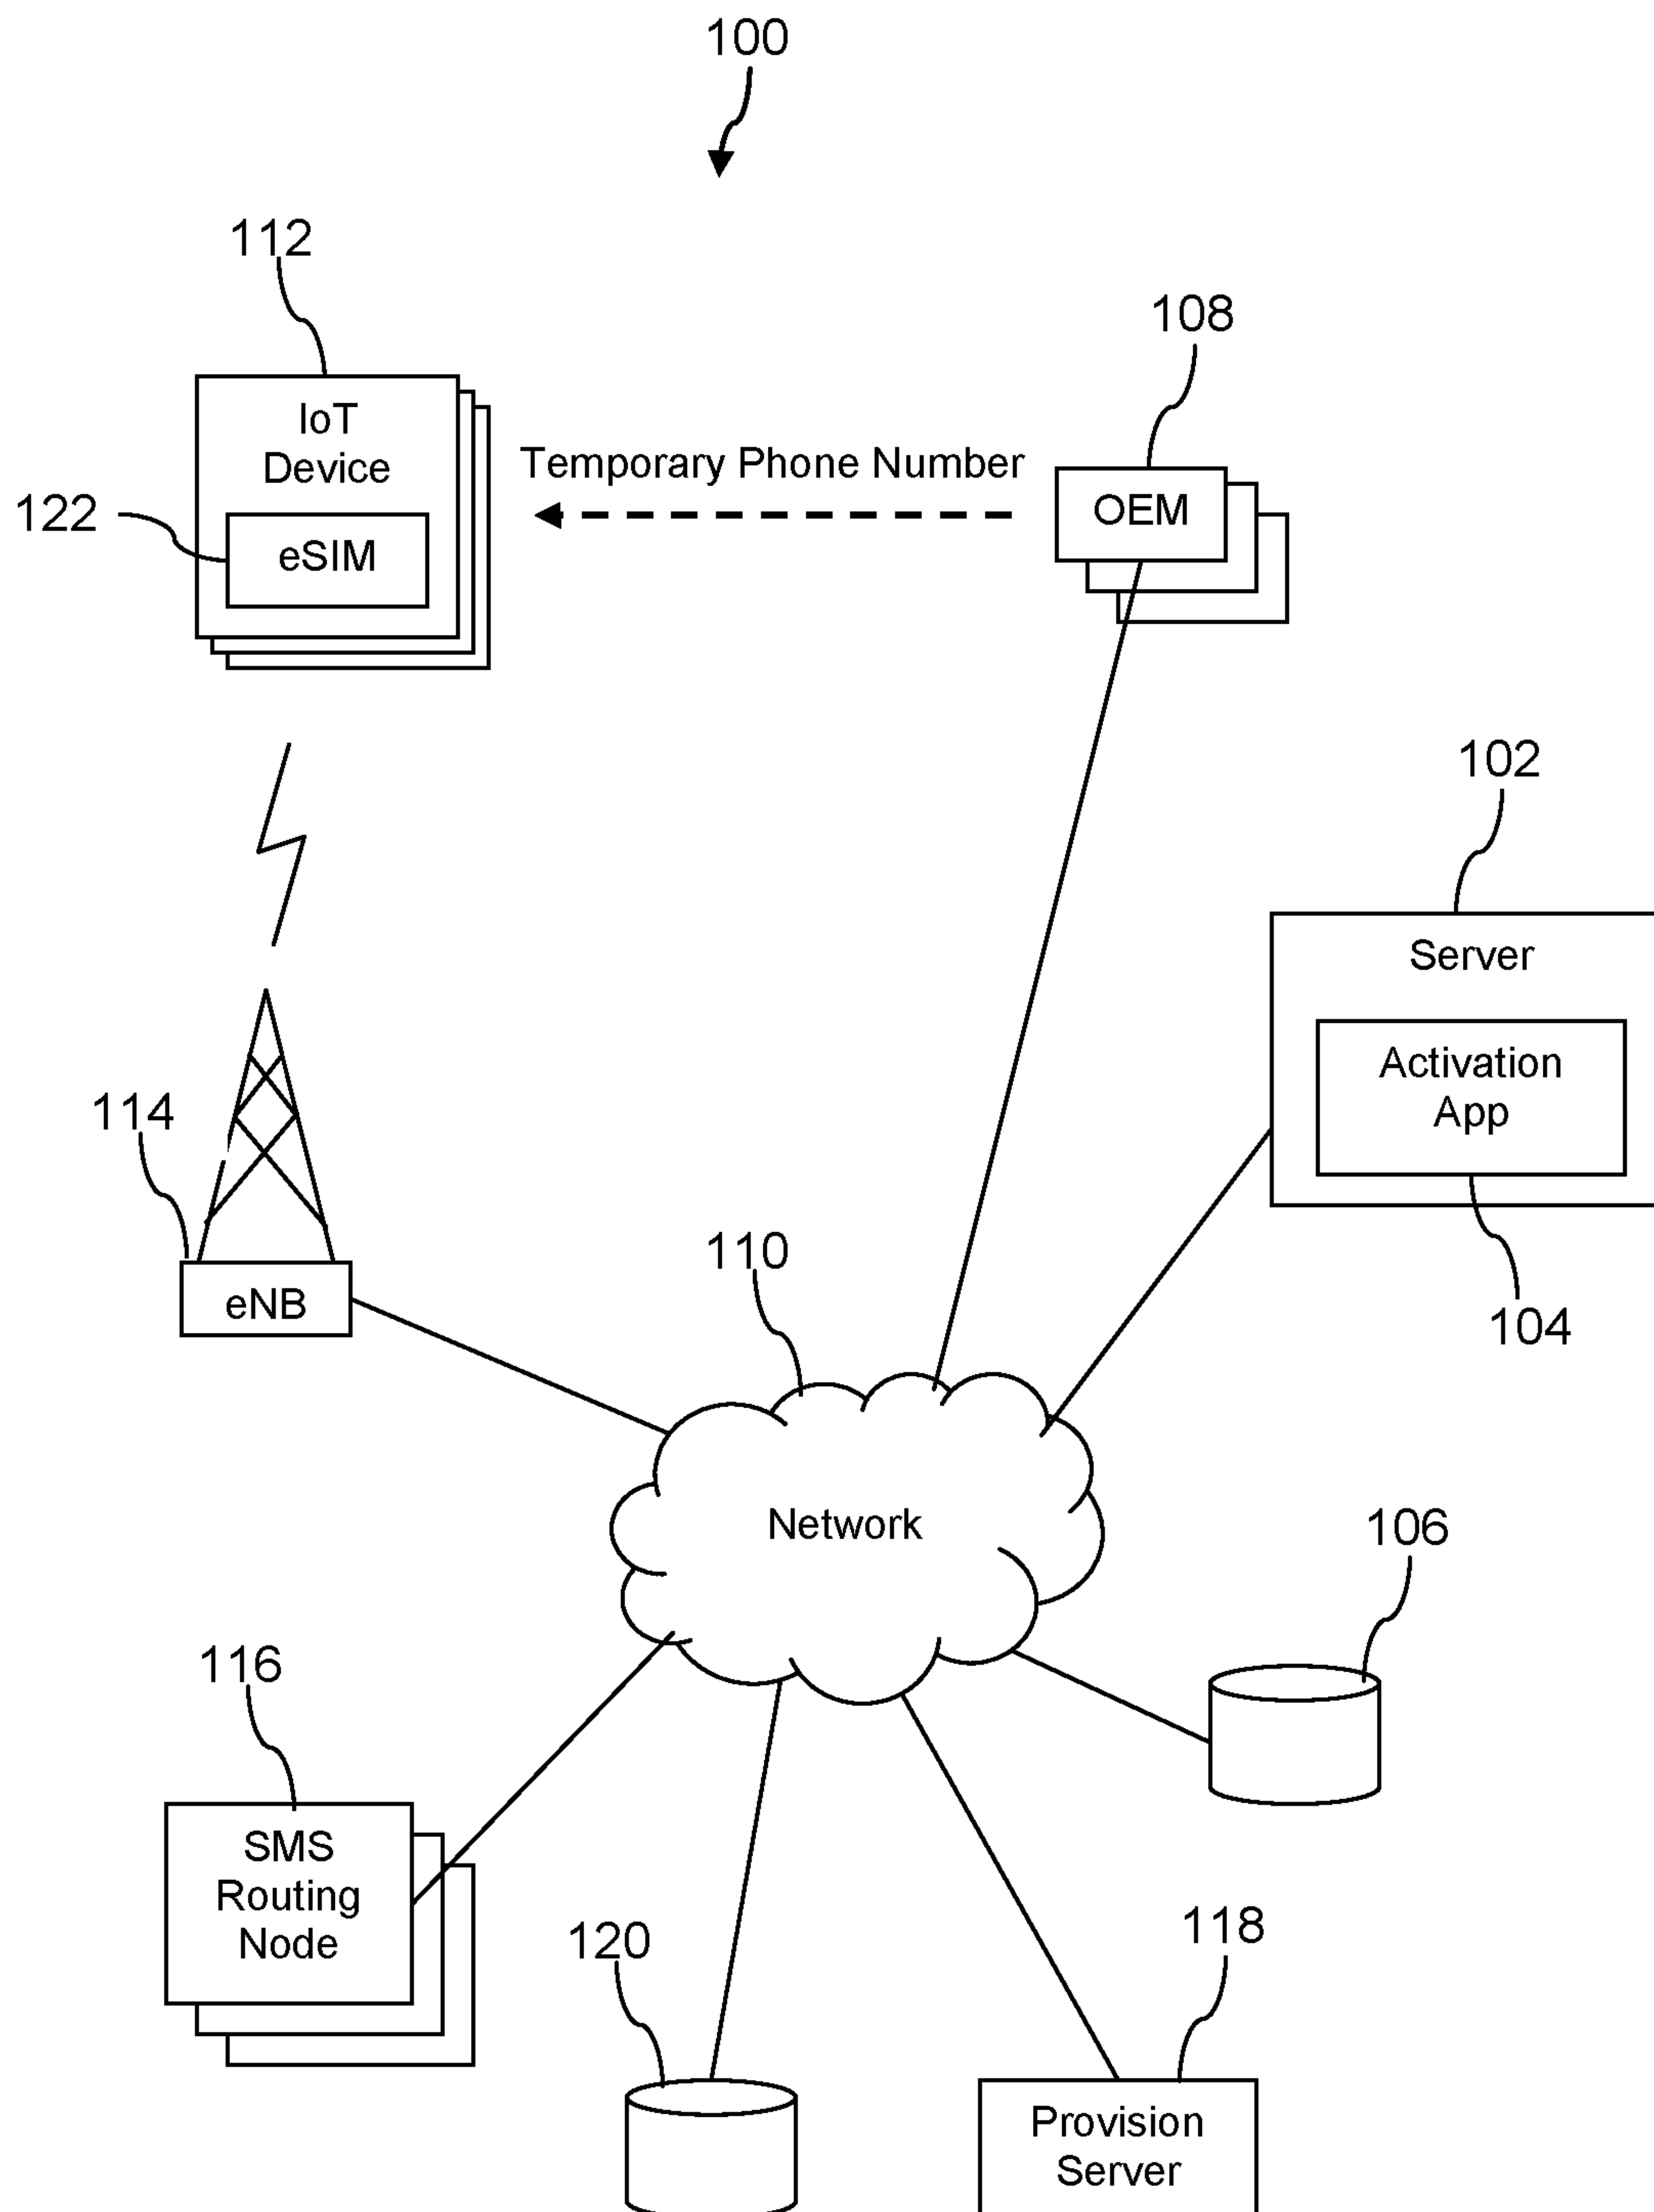 100
112
108
IoT
Device
Temporary Phone Number
OEM
122
eSIM
102
Server
Activation
App
114
110
eNB
104
Network
106
116
SMS
Routing
Node
120
118
Provision
Server